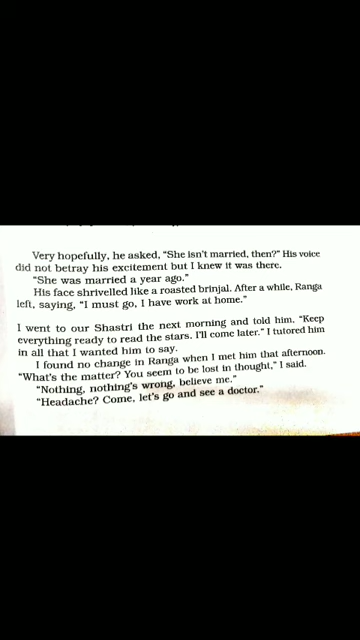 Very hopefully, he asked, “She isn't married, then?” His voice
did not betray his excitement but I knew it was there.
“She was married a year ago.”
His face shrivelled like a roasted brinjal. After a while, Ranga
left, saying, “I must go, I have work at home.”
I went to our Shastri the next morning and told him, “Keep
everything ready to read the stars. I'll come later.” I tutored him
in all that I wanted him to say.
I found no change in Ranga when I met him that afternoon.
“What's the matter? You seem to be lost in thought,” I said.
“Nothing, nothing's wrong, believe me.”
“Headache? Come, let's go and see a doctor.”